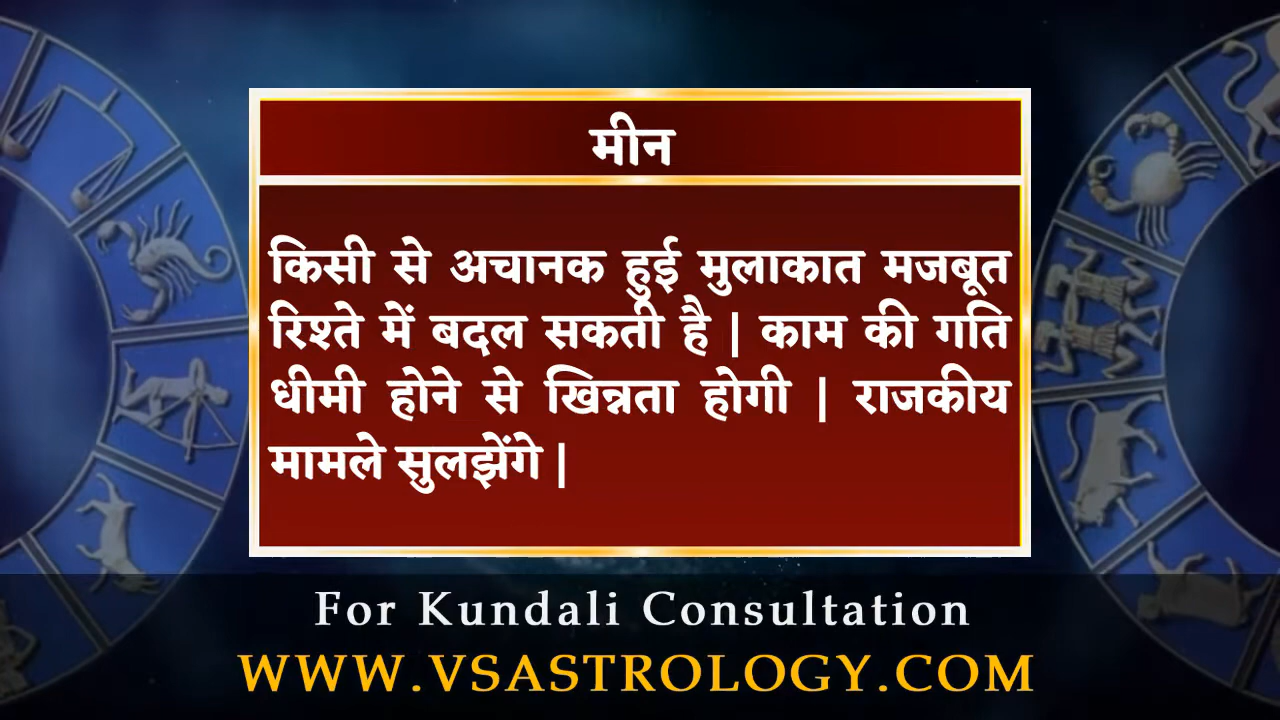 मीन
किसी से अचानक हुई मुलाकात मजबूत
रिश्ते में बदल सकती है | काम की गति
धीमी होने से खिन्नता होगी | राजकीय
मामले सुलझेंगे |
For Kundali Consultation
WWW.VSASTROLOGY.COM